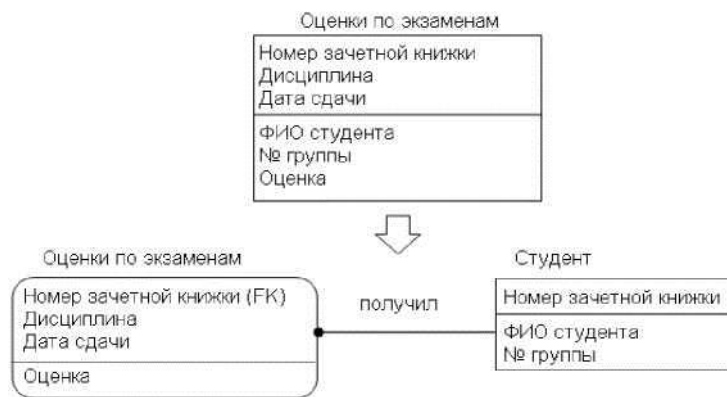 Оценки по экзаменам
Номер зачетной книжки
Дисциплина
Дата сдачи
ФИО студента
№ группы
Оценка
Оценки по экзаменам
Номер зачетной книжки (FK)
Дисциплина
Дата сдачи
Оценка
получил
Студент
Номер зачетной книжки
ФИО студента
№ группы